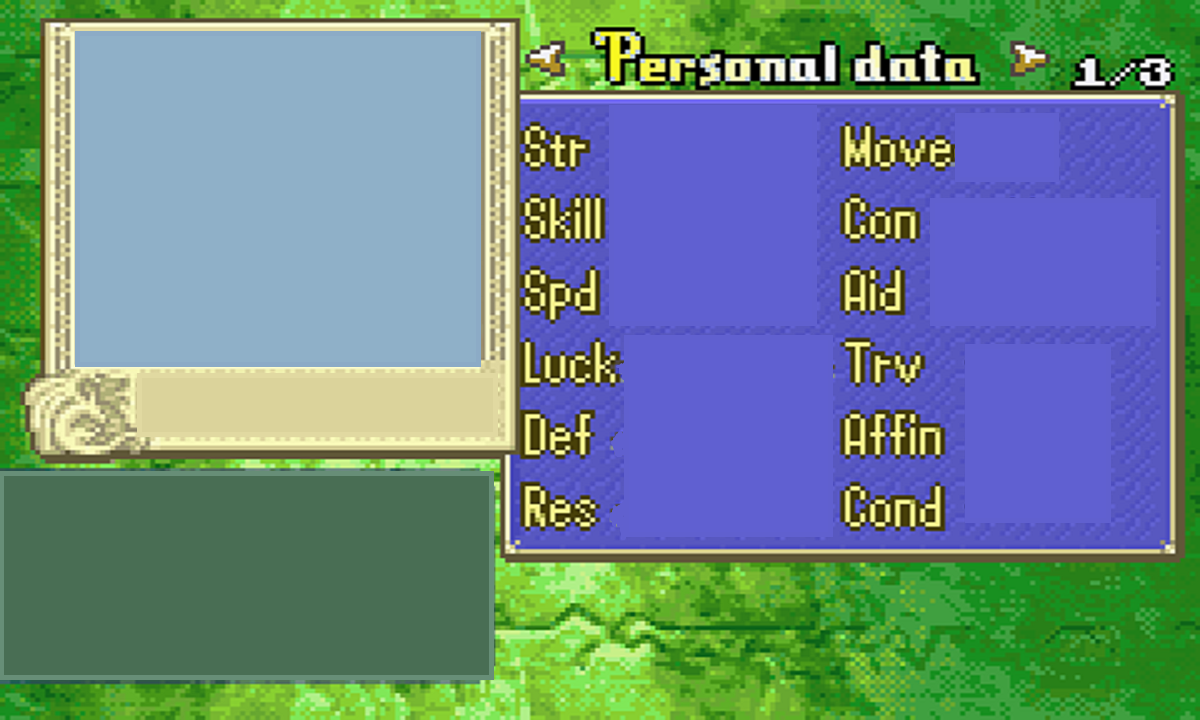 Personal data 1/3
Str Move
Skill Con
Spd Aid
Luck Trv
Def Affin
Res Cond